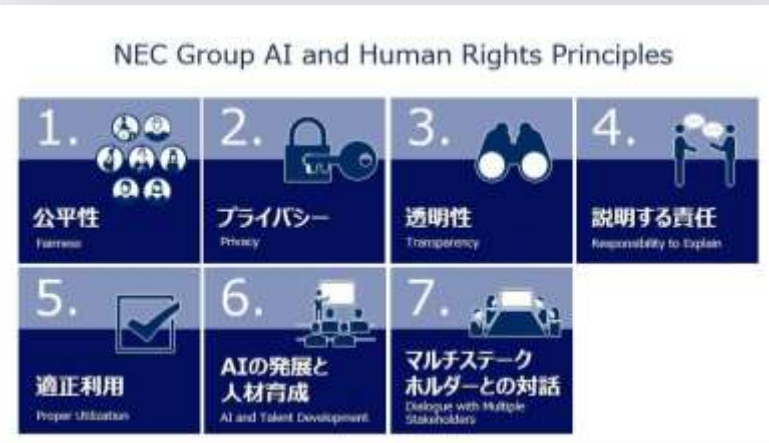 NEC Group AI and Human Rights Principles
1.
公平性
Fairness
2.
プライバシー
Privacy
3.
透明性
Transparency
4.
説明する責任
Responsibility to Explain
5.
適正利用
Proper Utilization
6.
AIの発展と
人材育成
AI and Talent Development
7.
マルチステーク
ホルダーとの対話
Dialogue with Multiple
Stakeholders